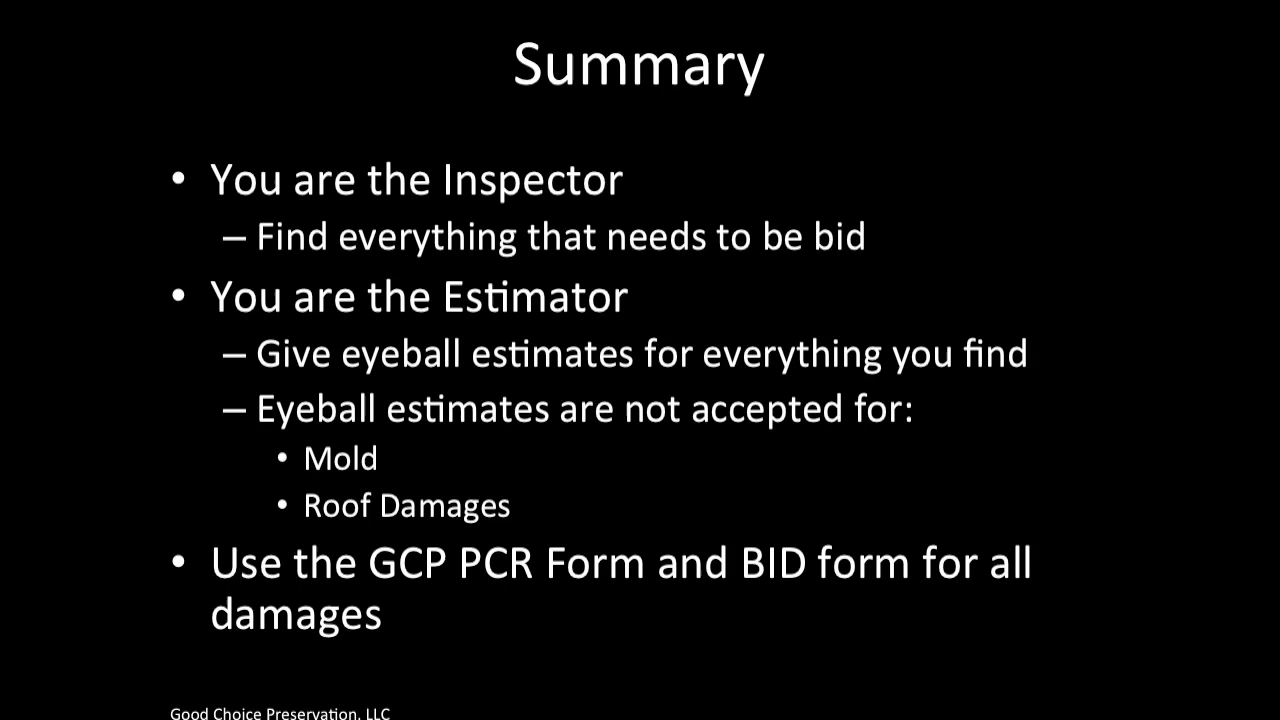 Summary
• You are the Inspector
– Find everything that needs to be bid
• You are the Estimator
– Give eyeball estimates for everything you find
– Eyeball estimates are not accepted for:
• Mold
• Roof Damages
• Use the GCP PCR Form and BID form for all
damages
Good Choice Preservation, LLC